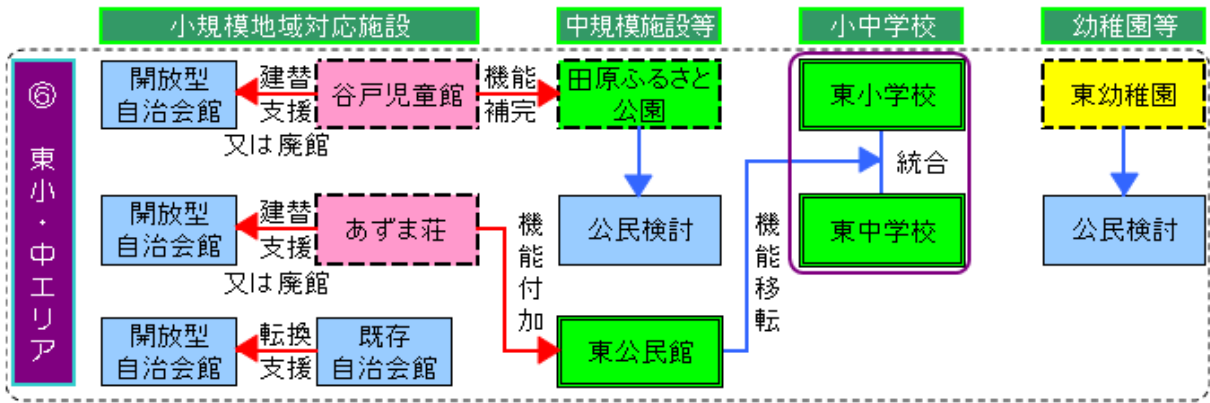 小規模地域対応施設
中規模施設等
小中学校
幼稚園等
⑥
東小・中エリア
開放型
自治会館
建替
支援
又は廃館
谷戸児童館
機能
補完
田原ふるさと
公園
東小学校
東幼稚園
統合
開放型
自治会館
建替
支援
又は廃館
あずま荘
機能付加
公民検討
機能移転
東中学校
公民検討
開放型
自治会館
転換
支援
既存
自治会館
東公民館